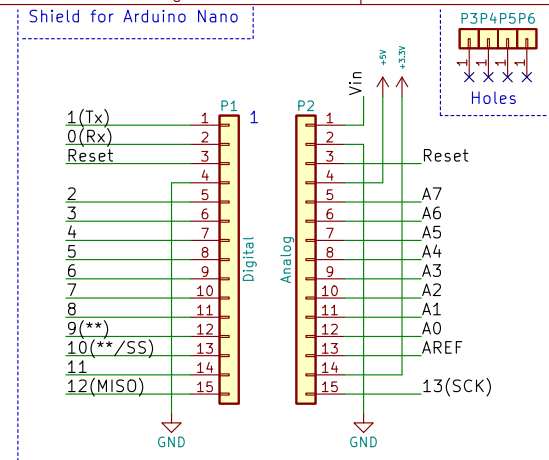 Shield for Arduino Nano
P3P4P5P6
1 1 1 1
Holes
+5V
+3.3V
Vin
P1
1
P2
1(Tx) 1
0(Rx) 2
Reset 3
4
2 5
3 6
4 7
5 8
6 9
7 10
8 11
9(**) 12
10(**/SS) 13
11 14
12(MISO) 15
Digital
Analog
1
2
3 Reset
4
5 A7
6 A6
7 A5
8 A4
9 A3
10 A2
11 A1
12 A0
13 AREF
14
15 13(SCK)
GND
GND